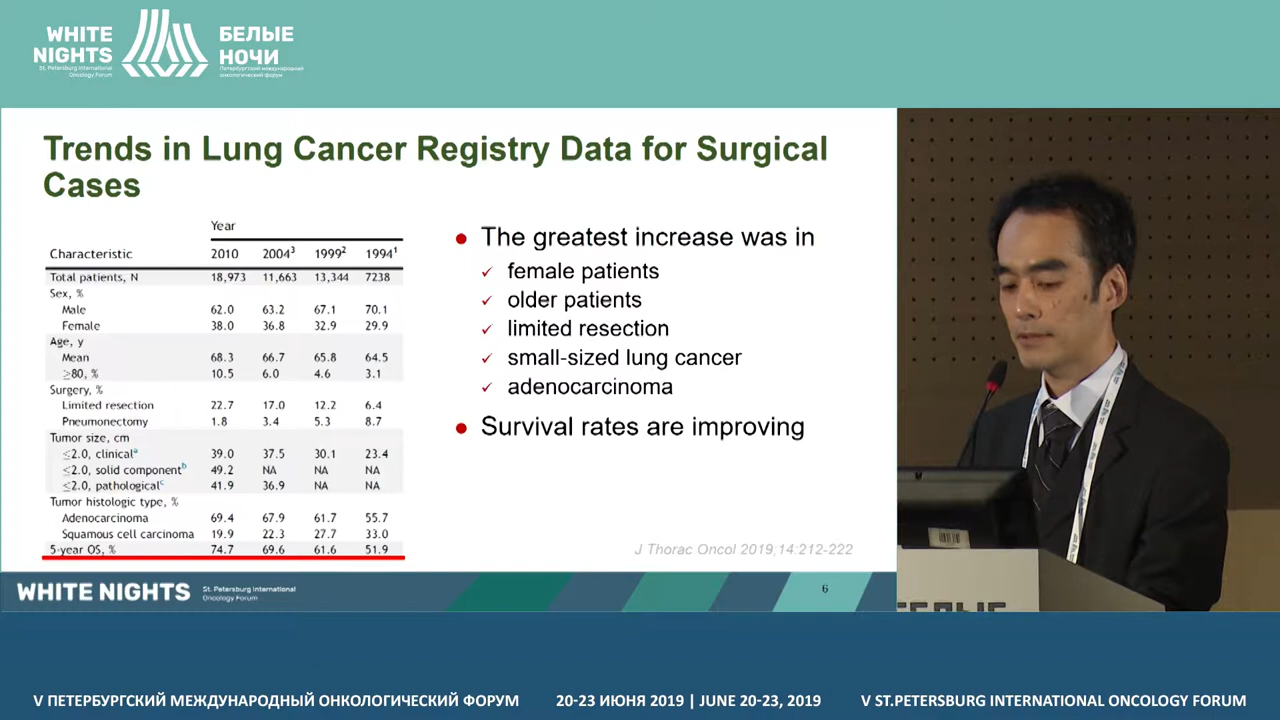 WHITE
NIGHTS
St. Petersburg International
Oncology Forum
БЕЛЫЕ
НОЧИ
Петербургский международный
онкологический форум
Trends in Lung Cancer Registry Data for Surgical
Cases
Year
Characteristic 2010 2004³ 1999² 1994¹
Total patients, N 18,973 11,663 13,344 7238
Sex, %
Male 62.0 63.2 67.1 70.1
Female 38.0 36.8 32.9 29.9
Age, y
Mean 68.3 66.7 65.8 64.5
≥80, % 10.5 6.0 4.6 3.1
Surgery, %
Limited resection 22.7 17.0 12.2 6.4
Pneumonectomy 1.8 3.4 5.3 8.7
Tumor size, cm
≤2.0, clinicalᵃ 39.0 37.5 30.1 23.4
≤2.0, solid componentᵇ 49.2 NA NA NA
≤2.0, pathologicalᶜ 41.9 36.9 NA NA
Tumor histologic type, %
Adenocarcinoma 69.4 67.9 61.7 55.7
Squamous cell carcinoma 19.9 22.3 27.7 33.0
5-year OS, % 74.7 69.6 61.6 51.9
● The greatest increase was in
✓ female patients
✓ older patients
✓ limited resection
✓ small-sized lung cancer
✓ adenocarcinoma
● Survival rates are improving
J Thorac Oncol 2019;14:212-222
WHITE NIGHTS
St. Petersburg International
Oncology Forum
6
БЕЛЫЕ
V ПЕТЕРБУРГСКИЙ МЕЖДУНАРОДНЫЙ ОНКОЛОГИЧЕСКИЙ ФОРУМ 20-23 ИЮНЯ 2019 | JUNE 20-23, 2019 V ST.PETERSBURG INTERNATIONAL ONCOLOGY FORUM